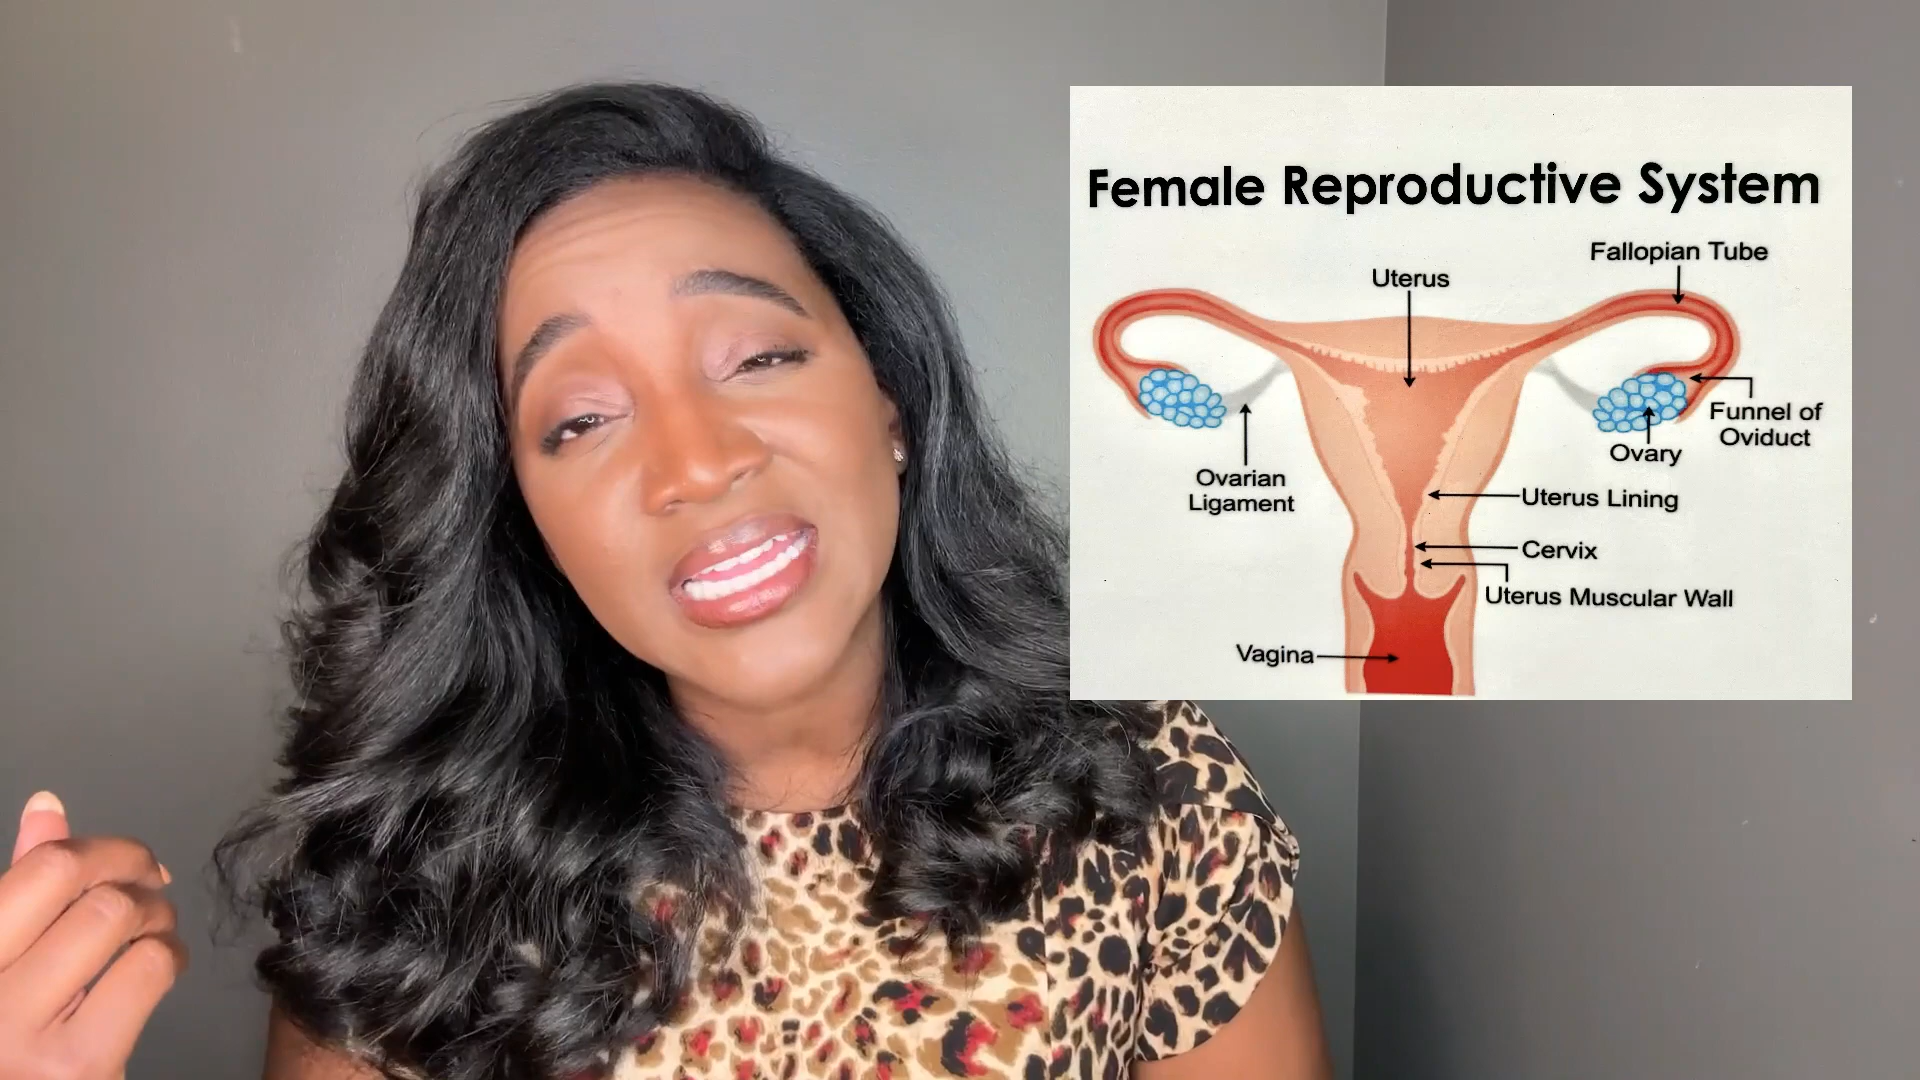 Female Reproductive System
Fallopian Tube
Uterus
Funnel of
Oviduct
Ovary
Ovarian
Ligament
Uterus Lining
Cervix
Uterus Muscular Wall
Vagina